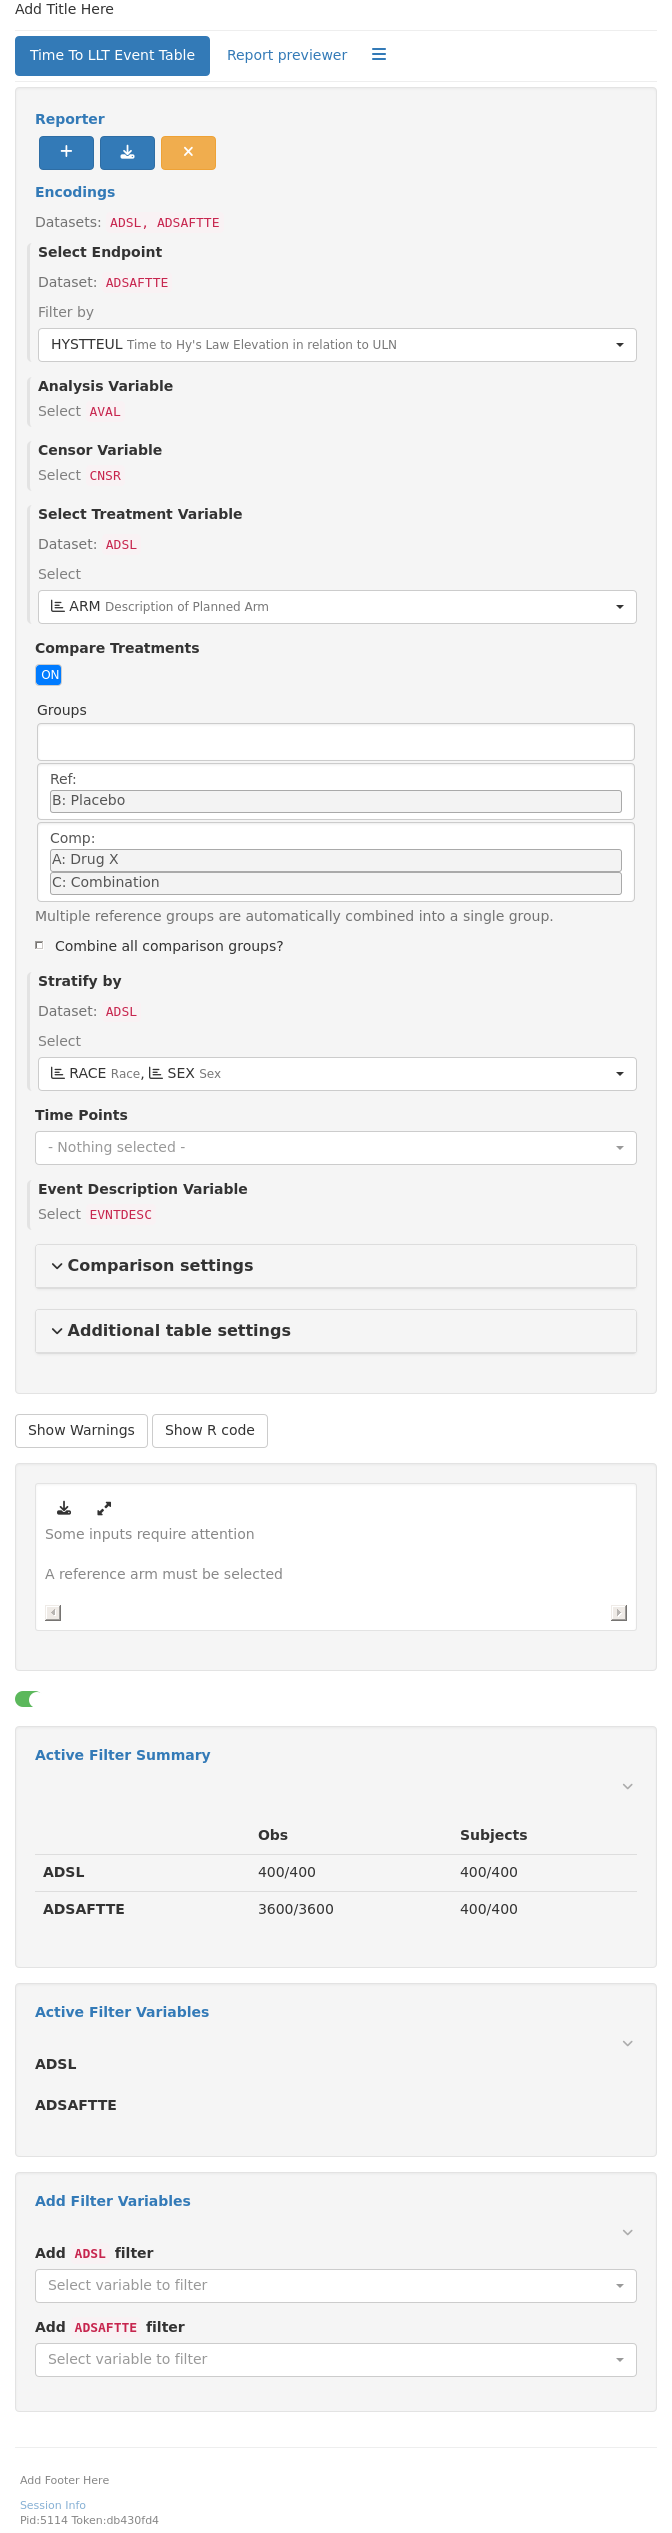 Add Title Here
Time To LLT Event Table Report previewer
Reporter
Encodings
Datasets: ADSL, ADSAFTTE
Select Endpoint
Dataset: ADSAFTTE
Filter by
HYSTTEUL Time to Hy's Law Elevation in relation to ULN
Analysis Variable
Select AVAL
Censor Variable
Select CNSR
Select Treatment Variable
Dataset: ADSL
Select
ARM Description of Planned Arm
Compare Treatments
ON
Groups
Ref:
B: Placebo
Comp:
A: Drug X
C: Combination
Multiple reference groups are automatically combined into a single group.
Combine all comparison groups?
Stratify by
Dataset: ADSL
Select
RACE Race, SEX Sex
Time Points
- Nothing selected -
Event Description Variable
Select EVNTDESC
Comparison settings
Additional table settings
Show Warnings Show R code
Some inputs require attention
A reference arm must be selected
Active Filter Summary
Obs Subjects
ADSL 400/400 400/400
ADSAFTTE 3600/3600 400/400
Active Filter Variables
ADSL
ADSAFTTE
Add Filter Variables
Add ADSL filter
Select variable to filter
Add ADSAFTTE filter
Select variable to filter
Add Footer Here
Session Info
Pid:5114 Token:db430fd4